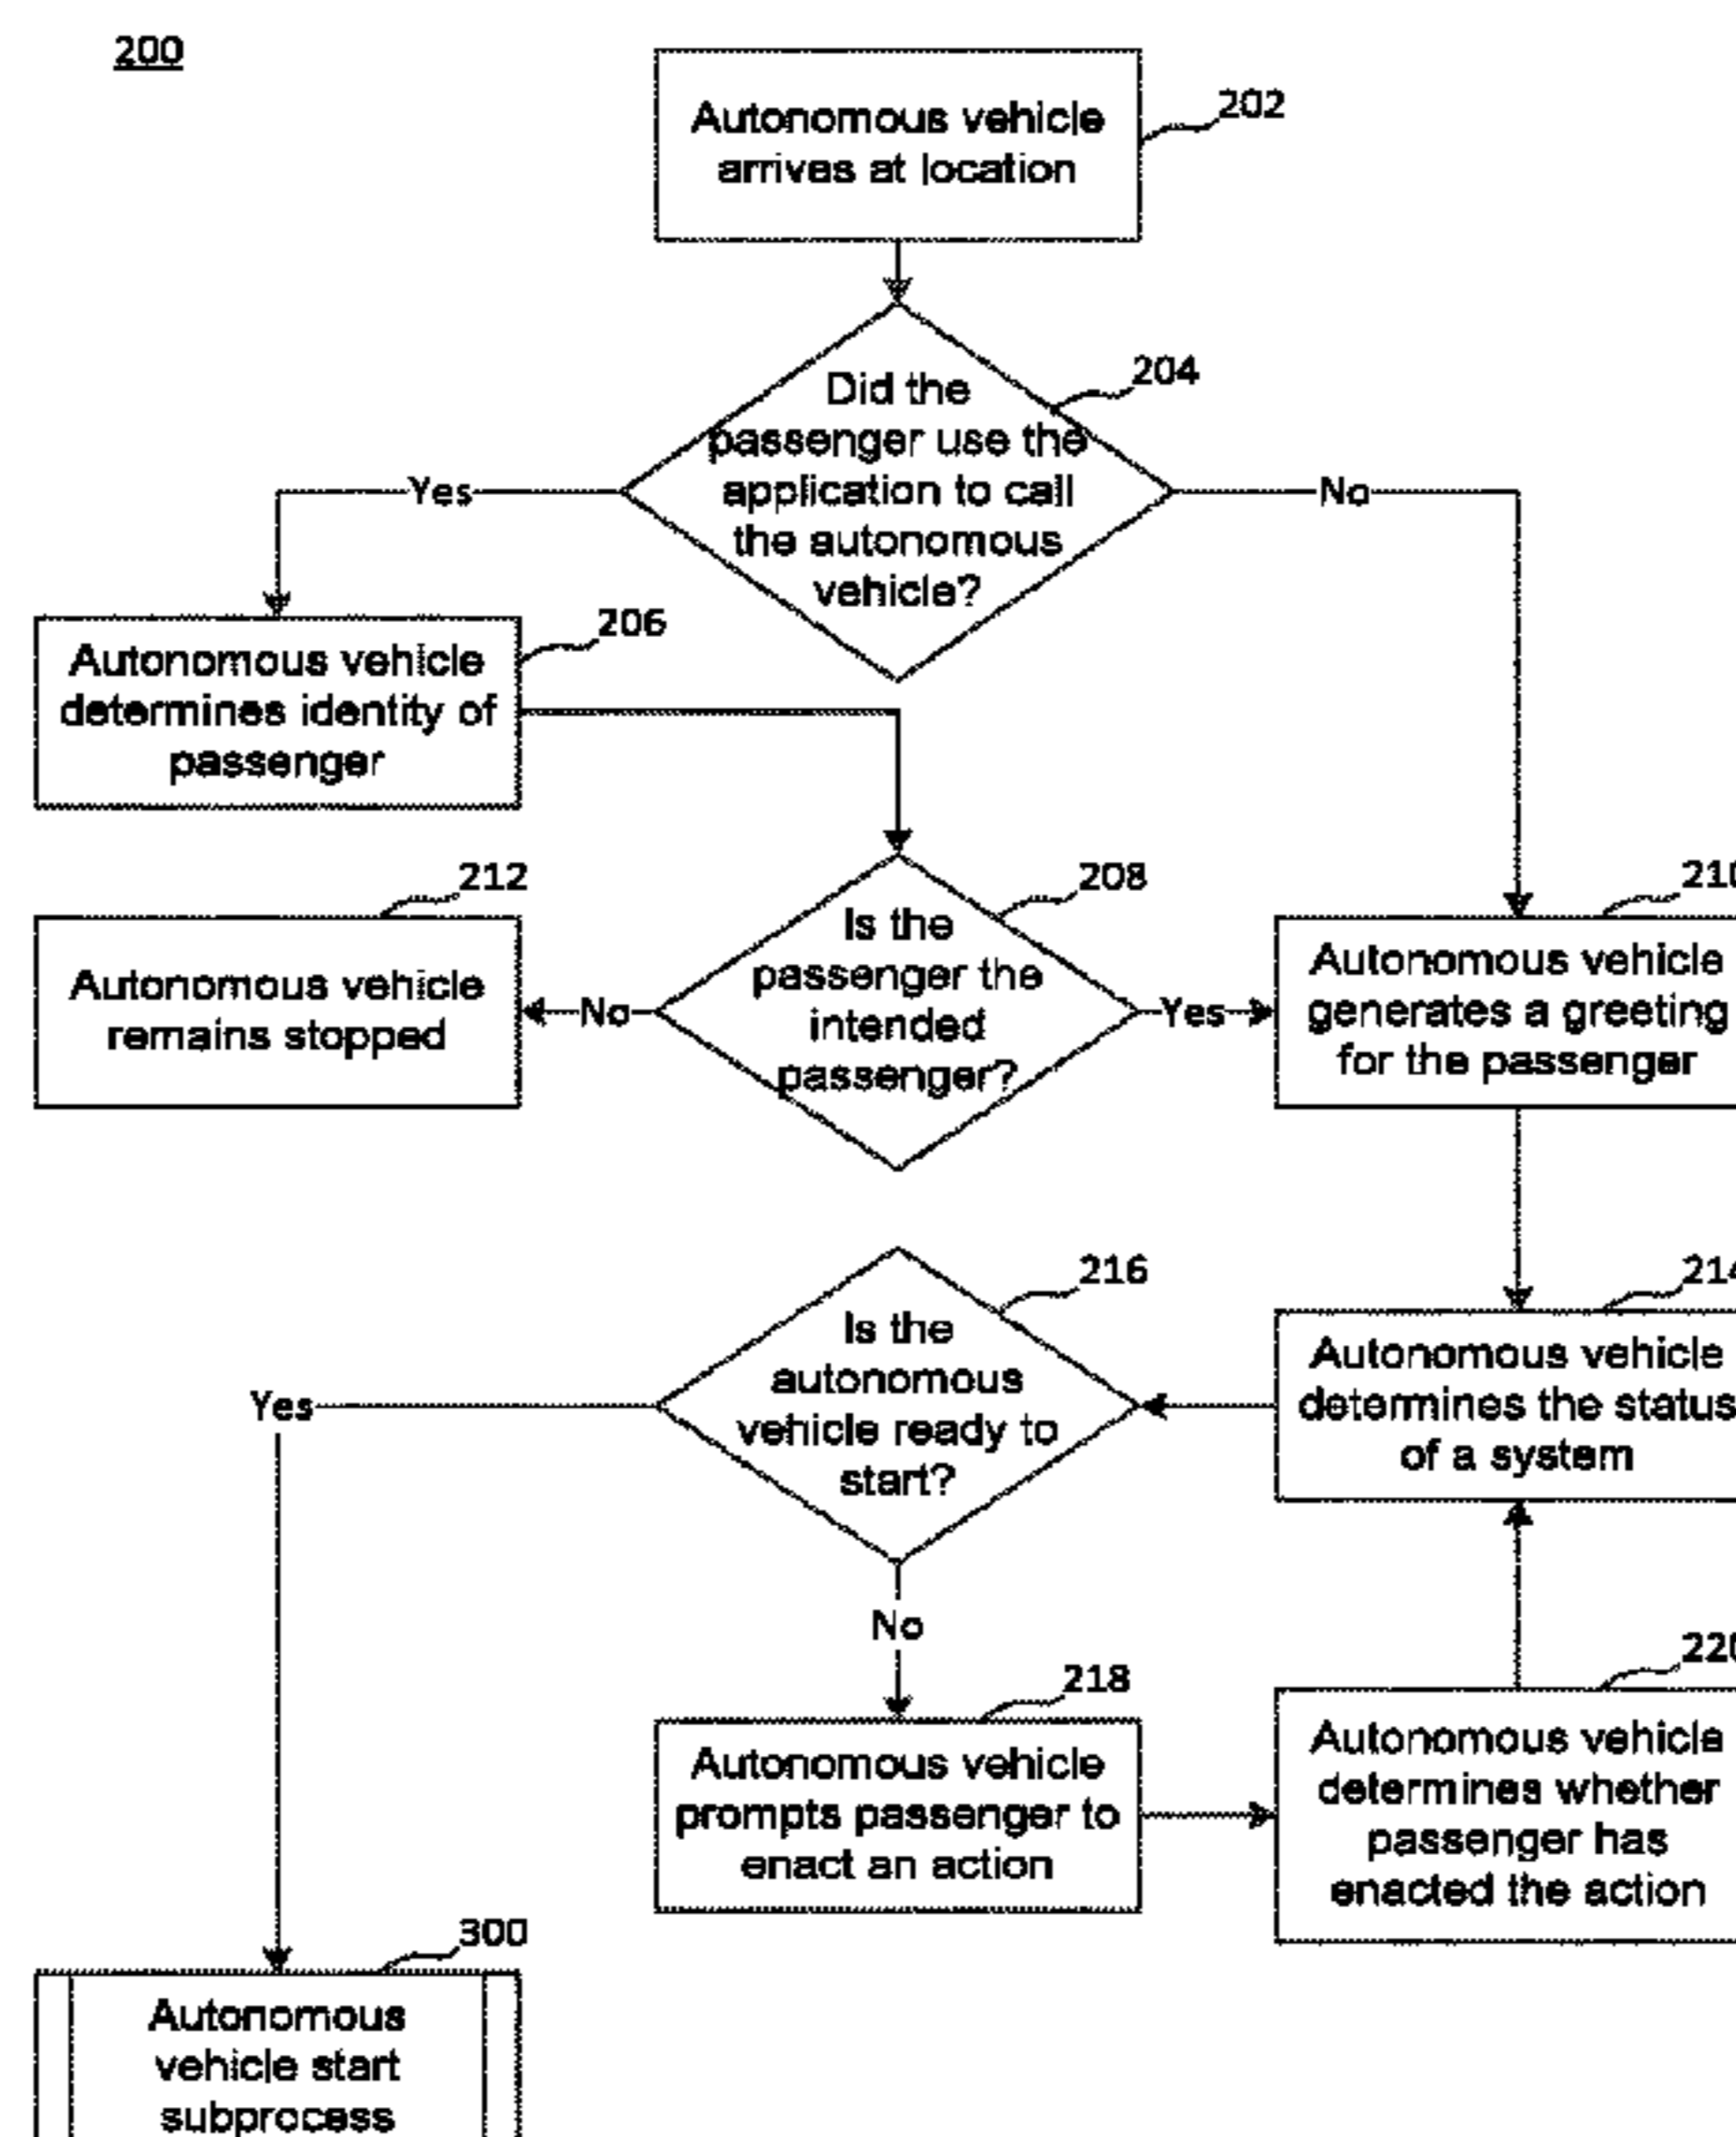 200
Autonomous vehicle
arrives at location
202
Did the
passenger use the
application to call
the autonomous
vehicle?
204
Yes
No
Autonomous vehicle
determines identity of
passenger
206
212
Autonomous vehicle
remains stopped
208
Is the
passenger the
intended
passenger?
No
Yes
210
Autonomous vehicle
generates a greeting
for the passenger
214
Autonomous vehicle
determines the status
of a system
216
Is the
autonomous
vehicle ready to
start?
Yes
No
218
Autonomous vehicle
prompts passenger to
enact an action
220
Autonomous vehicle
determines whether
passenger has
enacted the action
300
Autonomous
vehicle start
subprocess